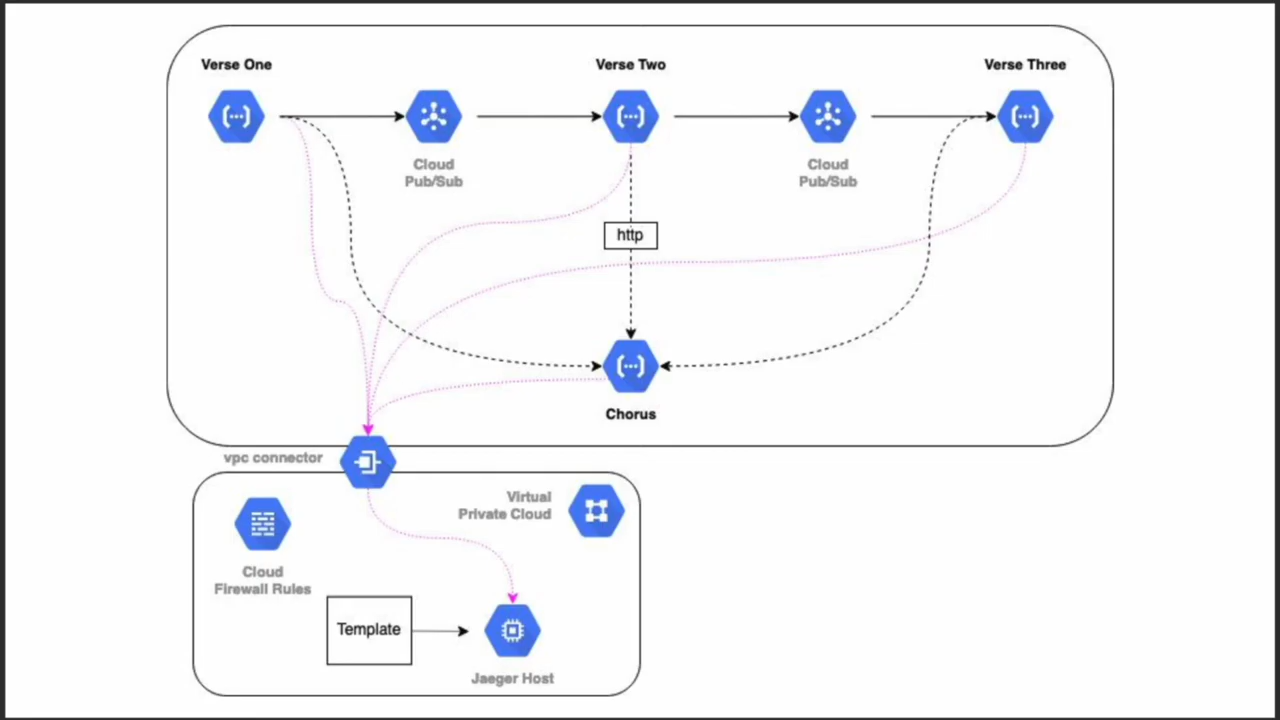 Verse One
Verse Two
Verse Three
Cloud
Pub/Sub
Cloud
Pub/Sub
http
Chorus
vpc connector
Virtual
Private Cloud
Cloud
Firewall Rules
Template
Jaeger Host